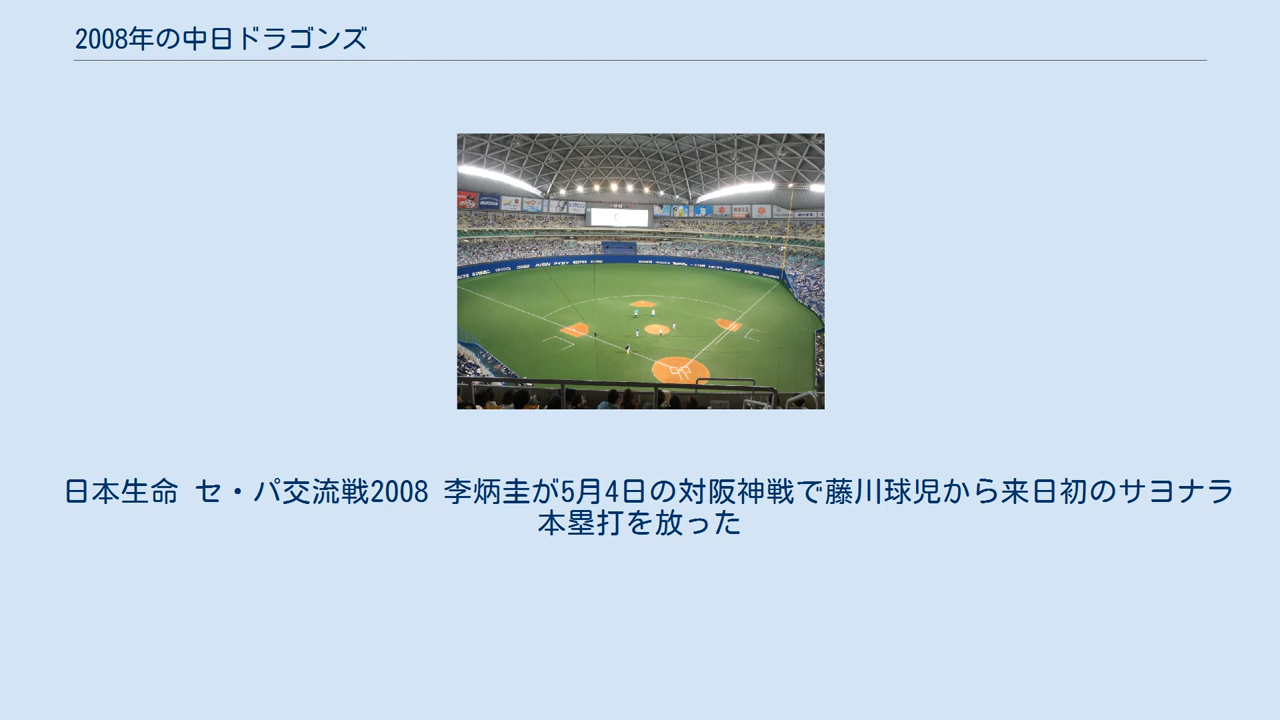 2008年の中日ドラゴンズ
日本生命 セ・パ交流戦2008 李炳圭が5月4日の対阪神戦で藤川球児から来日初のサヨナラ
本塁打を放った